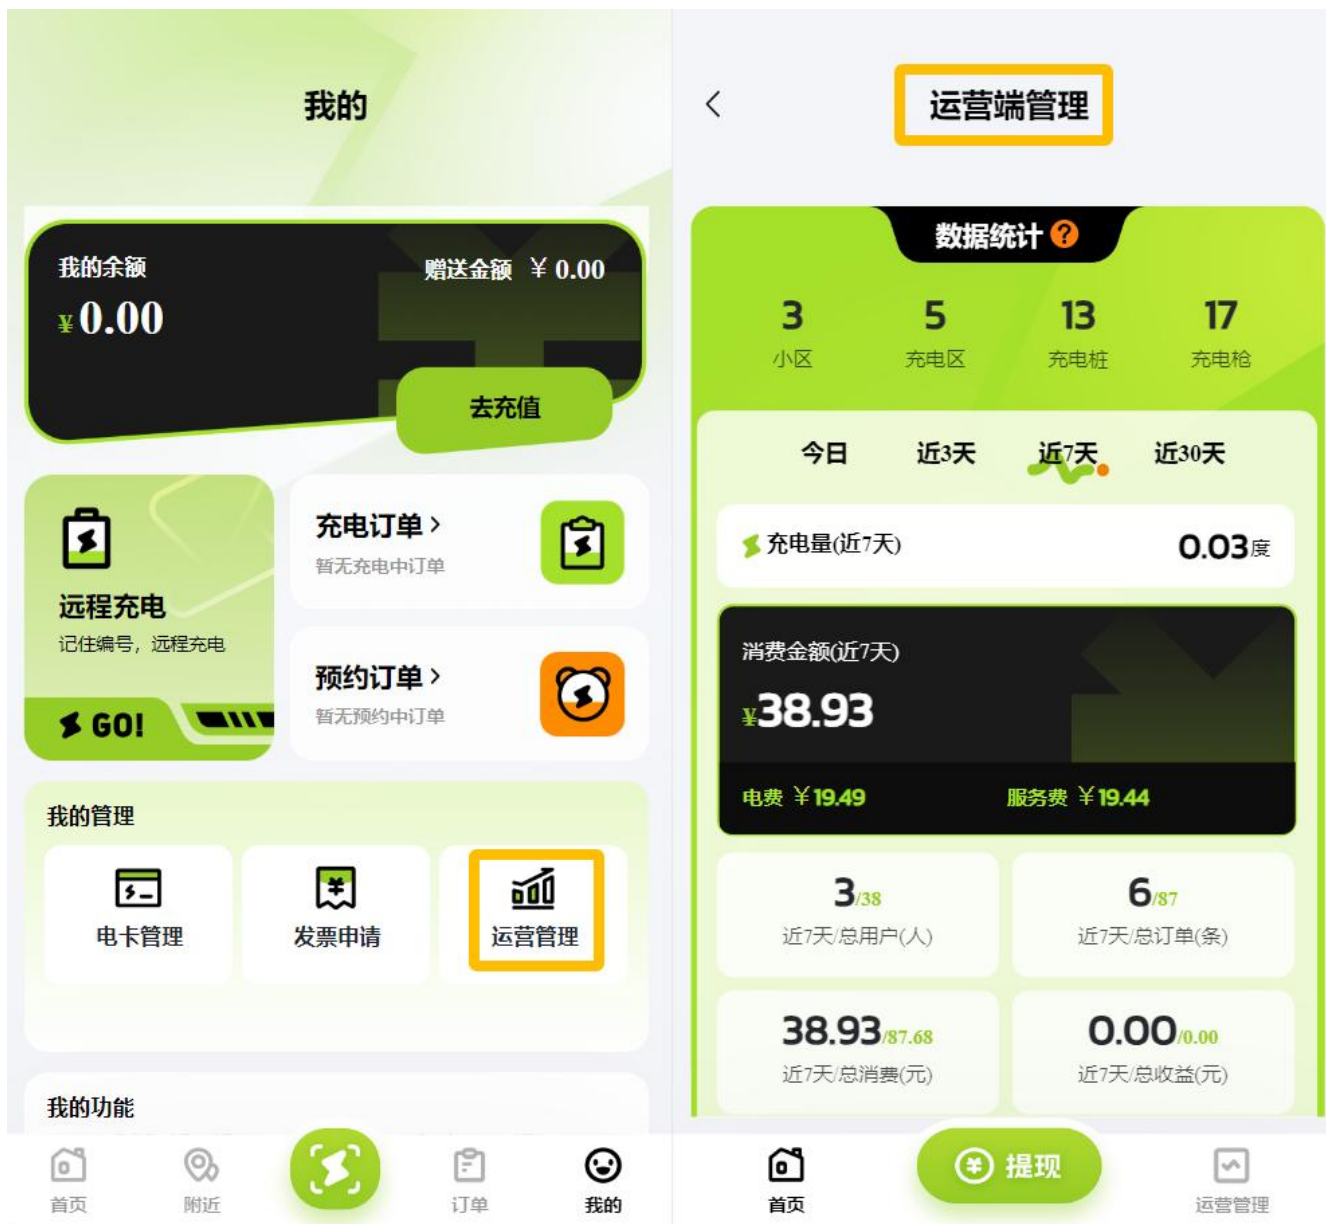 我的
我的余额
赠送金额 ¥ 0.00
¥ 0.00
去充值
远程充电
记住编号，远程充电
GO!
充电订单 >
暂无充电中订单
预约订单 >
暂无预约中订单
我的管理
电卡管理
发票申请
运营管理
我的功能
首页
附近
订单
我的
运营端管理
数据统计 ?
3
5
13
17
小区
充电区
充电桩
充电枪
今日
近3天
近7天
近30天
充电量(近7天)
0.03度
消费金额(近7天)
¥38.93
电费 ¥19.49
服务费 ¥19.44
3/38
近7天/总用户(人)
6/87
近7天/总订单(条)
38.93/87.68
近7天/总消费(元)
0.00/0.00
近7天/总收益(元)
首页
提现
运营管理